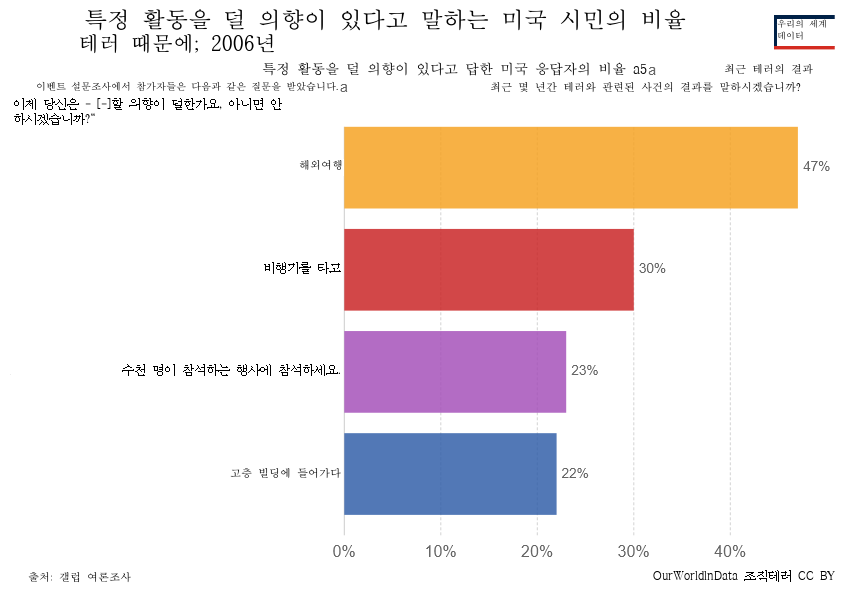 특정 활동을 덜 의향이 있다고 말하는 미국 시민의 비율
테러 때문에; 2006년
우리의 세계
데이터
특정 활동을 덜 의향이 있다고 답한 미국 응답자의 비율 a5a
최근 테러의 결과
이벤트 설문조사에서 참가자들은 다음과 같은 질문을 받았습니다.a
최근 몇 년간 테러와 관련된 사건의 결과를 말하시겠습니까?
이제 당신은 - [-]할 의향이 덜한가요, 아니면 안
하시겠습니까?"
해외여행
47%
비행기를 타고
30%
수천 명이 참석하는 행사에 참석하세요.
23%
고층 빌딩에 들어가다
22%
0%
10%
20%
30%
40%
출처: 갤럽 여론조사
OurWorldInData 조직테러 CC BY